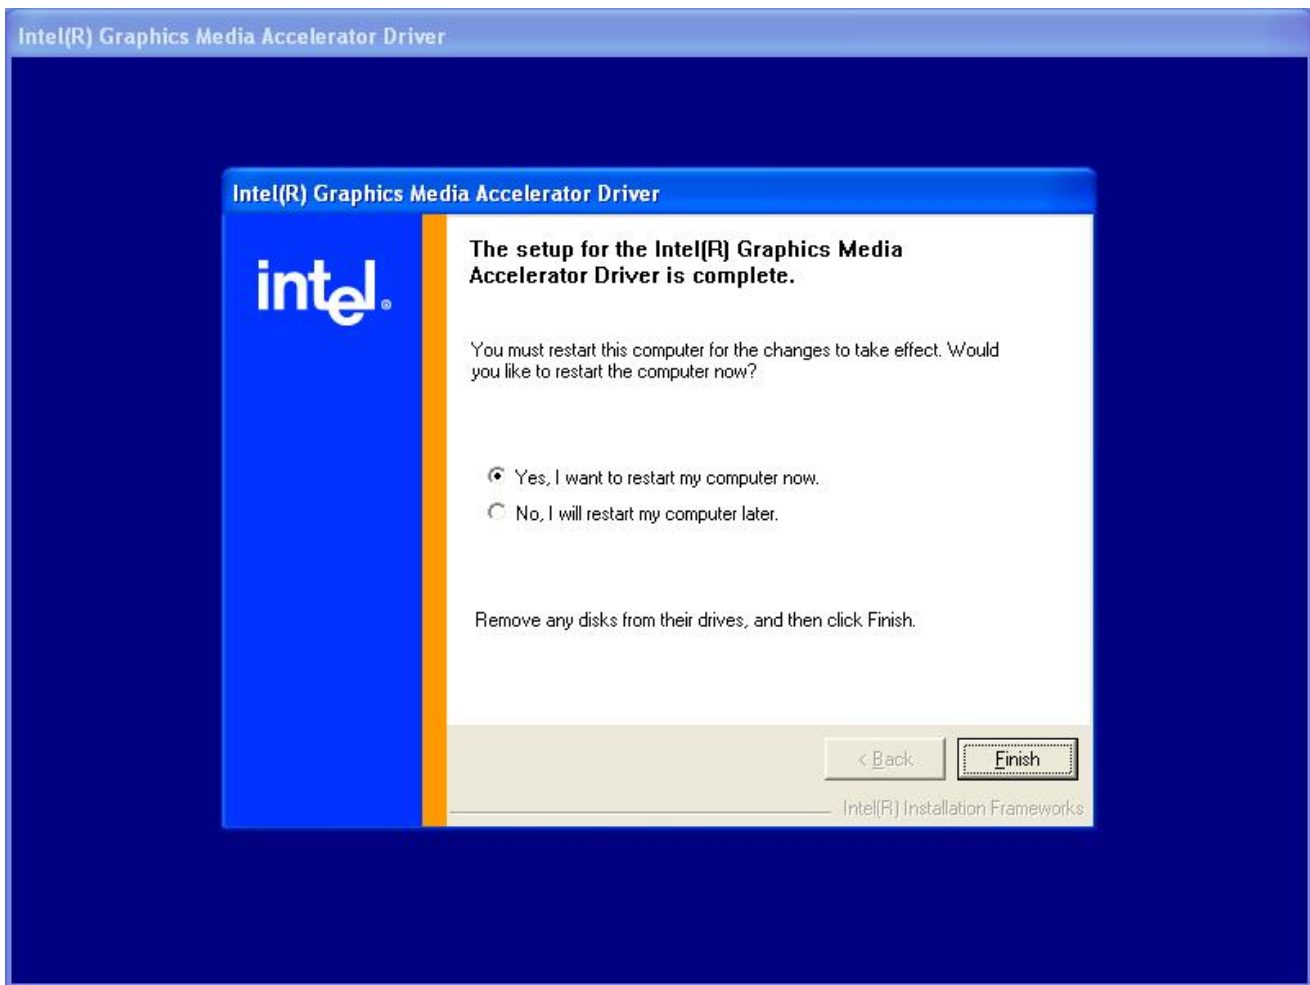 Intel(R) Graphics Media Accelerator Driver
Intel(R) Graphics Media Accelerator Driver
intel®
The setup for the Intel(R) Graphics Media
Accelerator Driver is complete.
You must restart this computer for the changes to take effect. Would
you like to restart the computer now?
Yes, I want to restart my computer now.
No, I will restart my computer later.
Remove any disks from their drives, and then click Finish.
< Back
Finish
Intel(R) Installation Frameworks